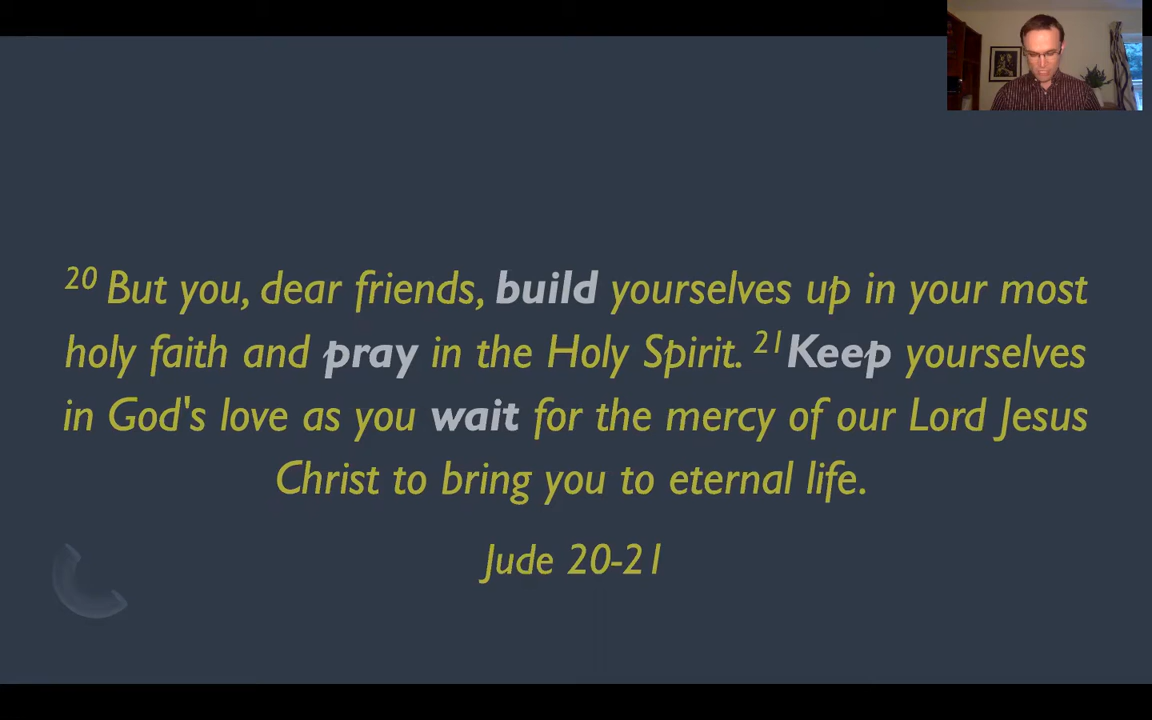 20 But you, dear friends, build yourselves up in your most
holy faith and pray in the Holy Spirit. 21 Keep yourselves
in God's love as you wait for the mercy of our Lord Jesus
Christ to bring you to eternal life.
Jude 20-21